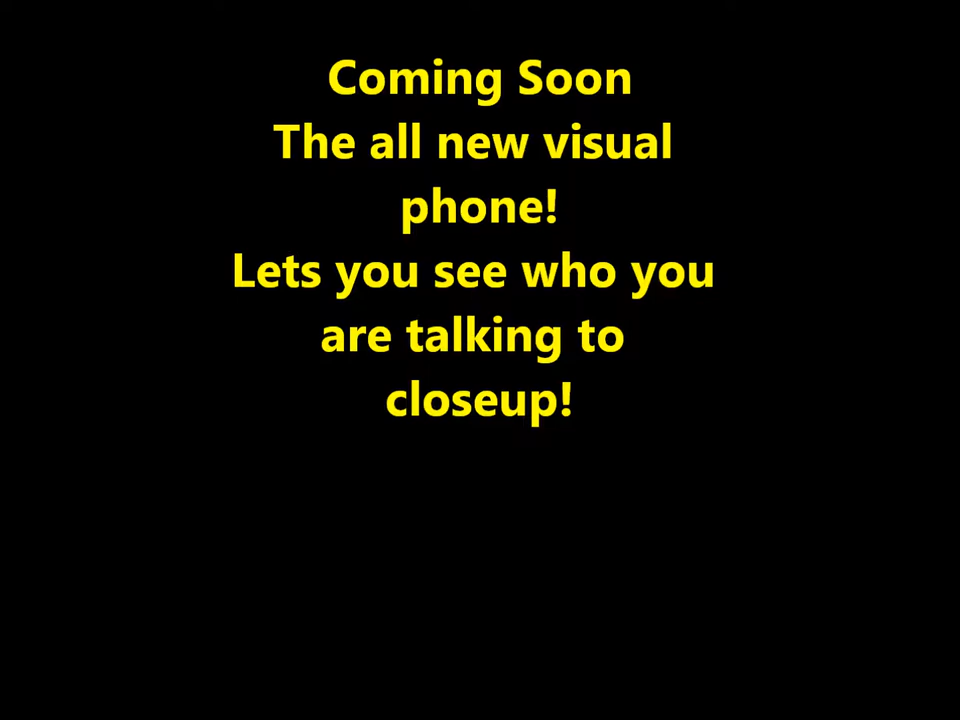 Coming Soon
The all new visual
phone!
Lets you see who you
are talking to
closeup!